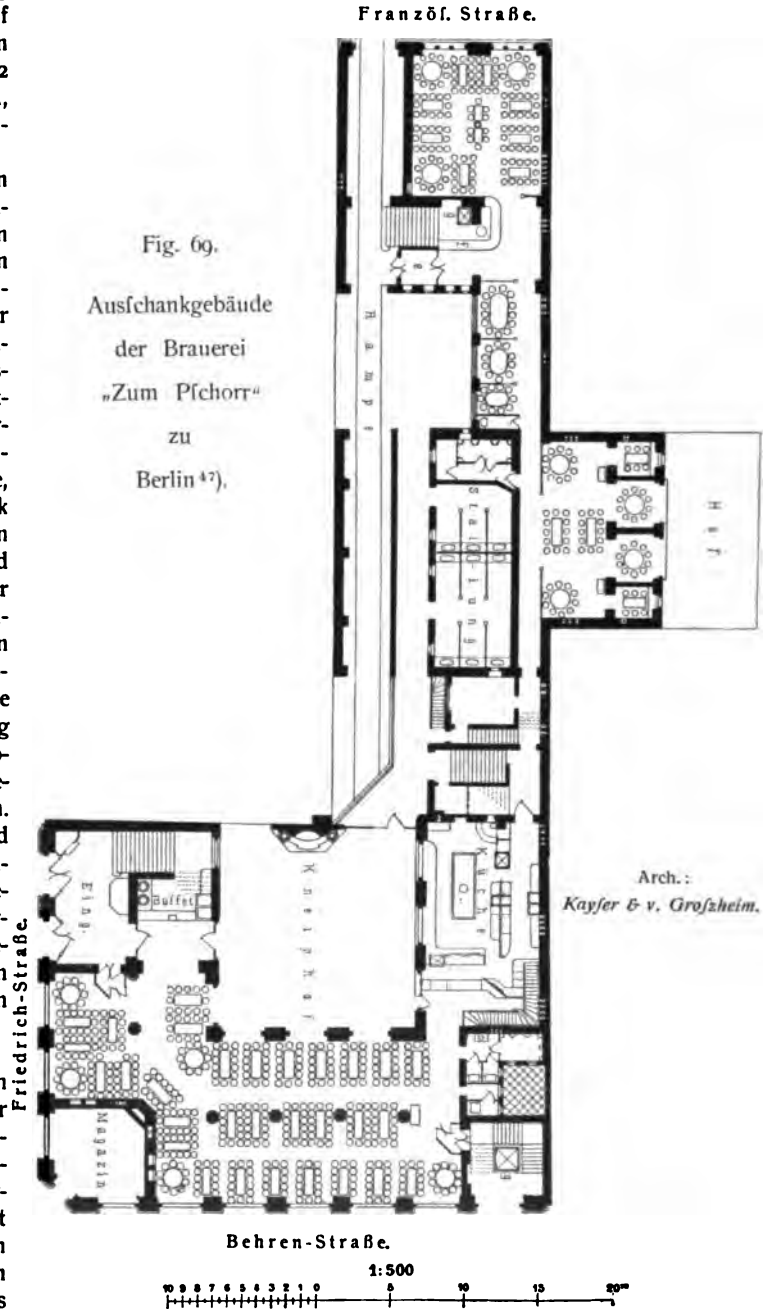 Franzöſ. Straße.
Fig. 69.
Ausſchankgebäude
der Brauerei
„Zum Pſchorr“
zu
Berlin ⁴⁷).
Rampe
Stallung
Hof
Küche
Kneiphof
Eing.
Buffet
Magazin
Arch.:
Kayſer & v. Groſzheim.
Friedrich-Straße.
Behren-Straße.
1:500
10 9 8 7 6 5 4 3 2 1 0 5 10 15 20ᵐ